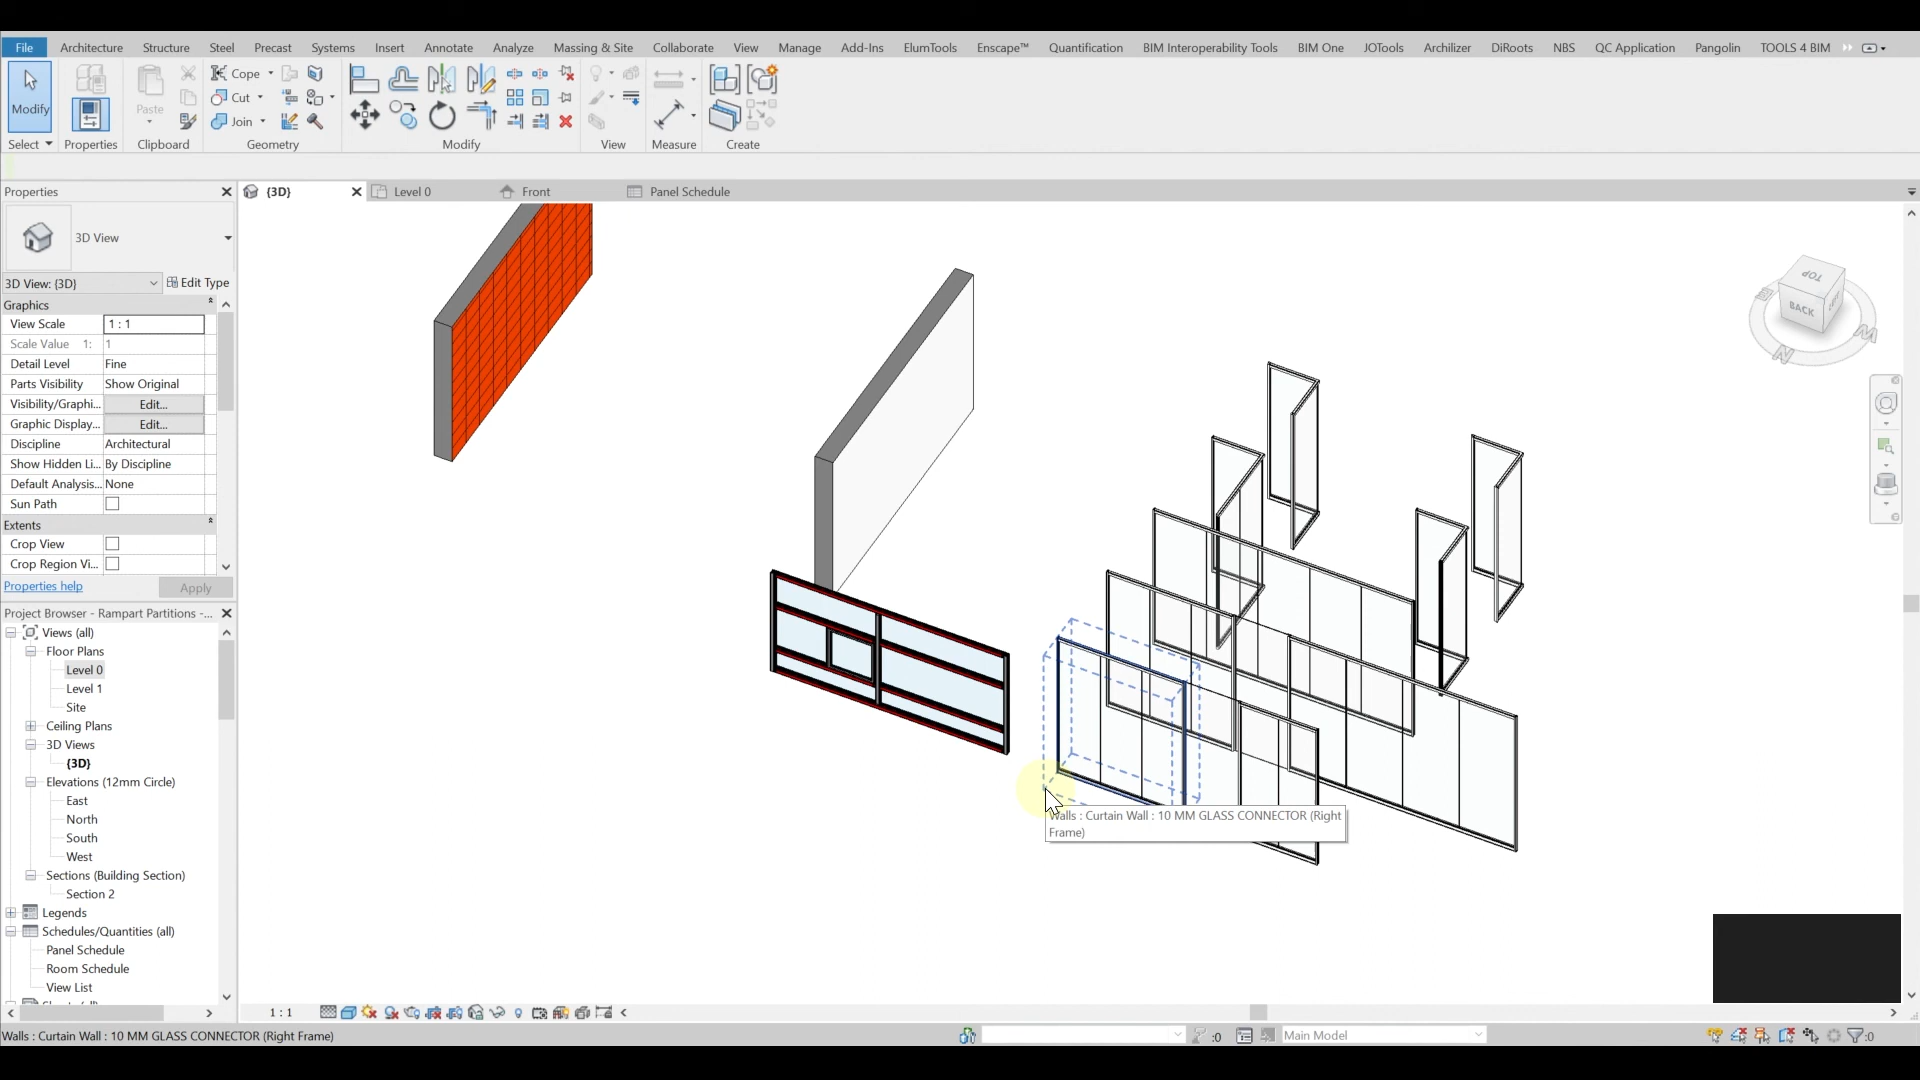 File Architecture Structure Steel Precast Systems Insert Annotate Analyze Massing & Site Collaborate View Manage Add-Ins ElumTools Enscape™ Quantification BIM Interoperability Tools BIM One JOTools Archilizer DiRoots NBS QC Application Pangolin TOOLS 4 BIM
Modify
Paste
Cope
Cut
Join
Select Properties Clipboard Geometry Modify View Measure Create
Properties
{3D} Level 0 Front Panel Schedule
3D View
3D View: {3D} Edit Type
Graphics
View Scale 1 : 1
Scale Value 1: 1
Detail Level Fine
Parts Visibility Show Original
Visibility/Graphi... Edit...
Graphic Display... Edit...
Discipline Architectural
Show Hidden Li... By Discipline
Default Analysis... None
Sun Path
Extents
Crop View
Crop Region Vi...
Properties help Apply
Project Browser - Rampart Partitions -...
Views (all)
Floor Plans
Level 0
Level 1
Site
Ceiling Plans
3D Views
{3D}
Elevations (12mm Circle)
East
North
South
West
Sections (Building Section)
Section 2
Legends
Schedules/Quantities (all)
Panel Schedule
Room Schedule
View List
TOP
BACK
Walls : Curtain Wall : 10 MM GLASS CONNECTOR (Right
Frame)
1 : 1
Walls : Curtain Wall : 10 MM GLASS CONNECTOR (Right Frame)
:0
Main Model
:0